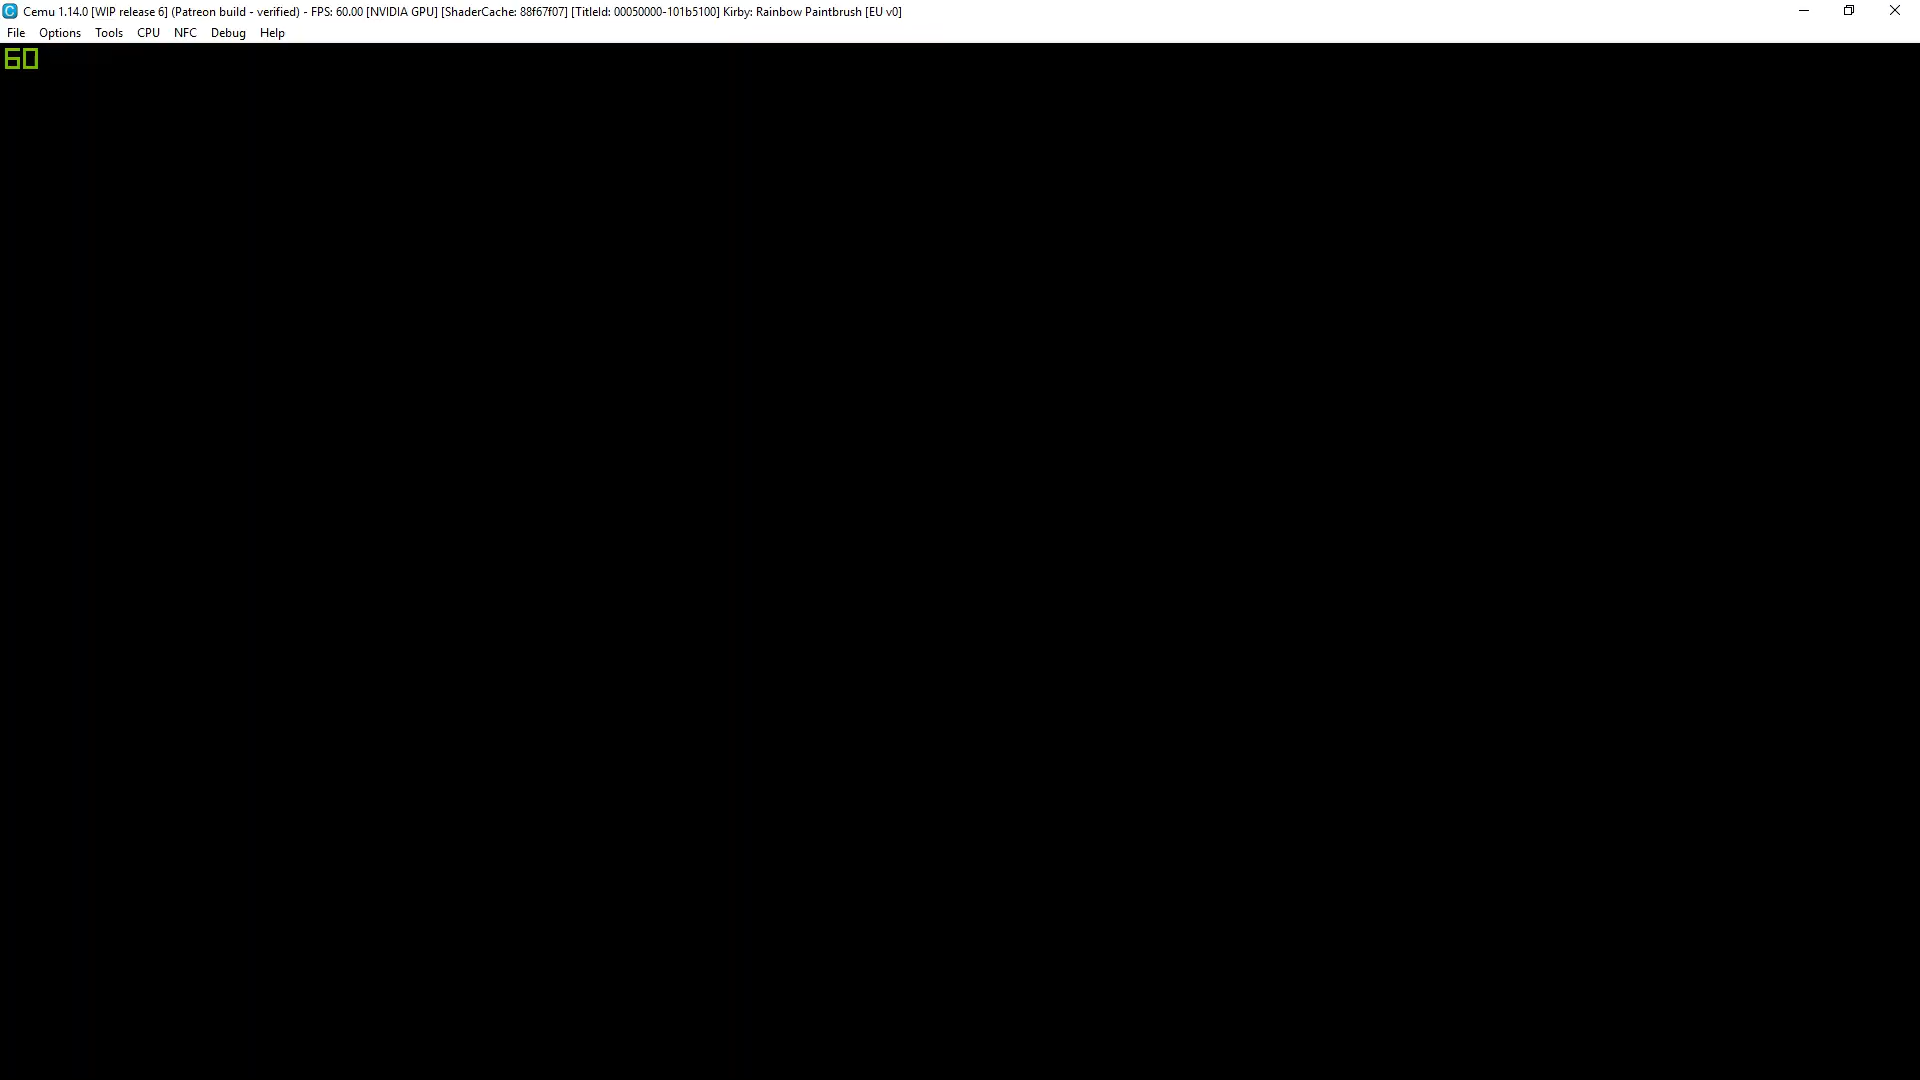 Cemu 1.14.0 [WIP release 6] (Patreon build - verified) - FPS: 60.00 [NVIDIA GPU] [ShaderCache: 88f67f07] [TitleId: 00050000-101b5100] Kirby: Rainbow Paintbrush [EU v0]
File Options Tools CPU NFC Debug Help
60